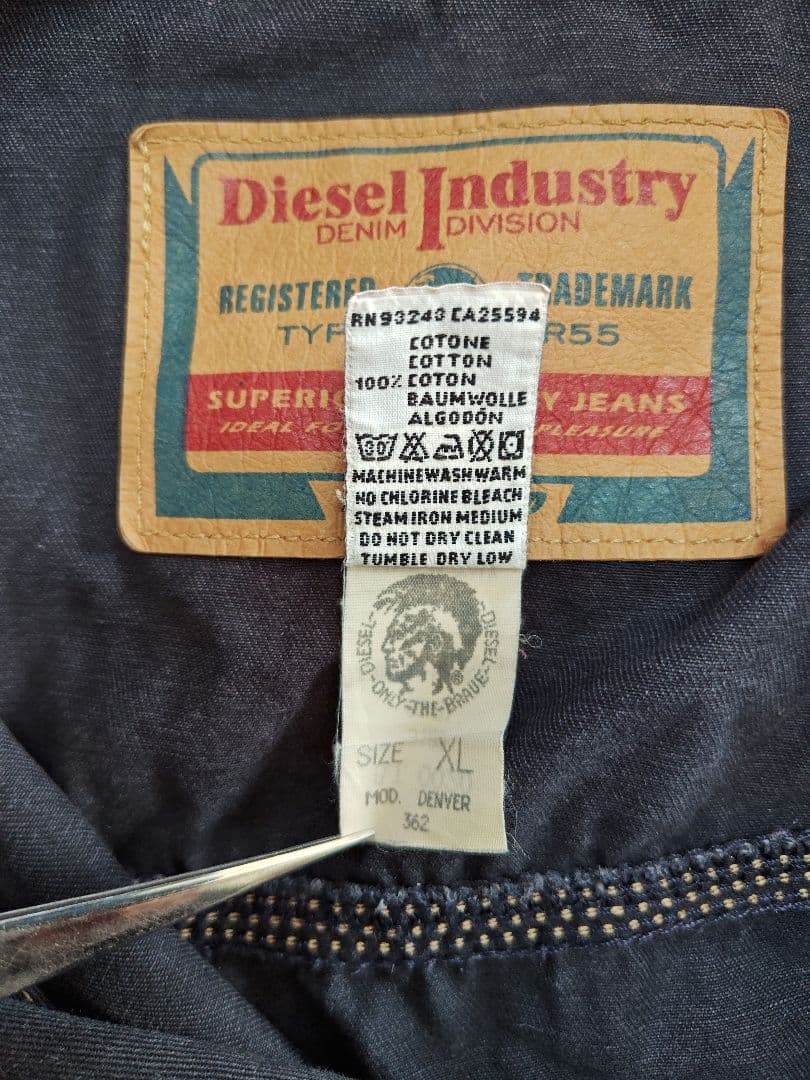 Diesel Industry
DENIM DIVISION
REGISTERED TRADEMARK
TYP R55
SUPERIO Y JEANS
IDEAL FO PLEASURE
RN93243 CA25594
COTONE
COTTON
100% COTON
BAUMWOLLE
ALGODÓN
30
MACHINE WASH WARM
NO CHLORINE BLEACH
STEAM IRON MEDIUM
DO NOT DRY CLEAN
TUMBLE DRY LOW
DIESEL ONLY THE BRAVE DIESEL ®
SIZE XL
MOD. DENVER
362